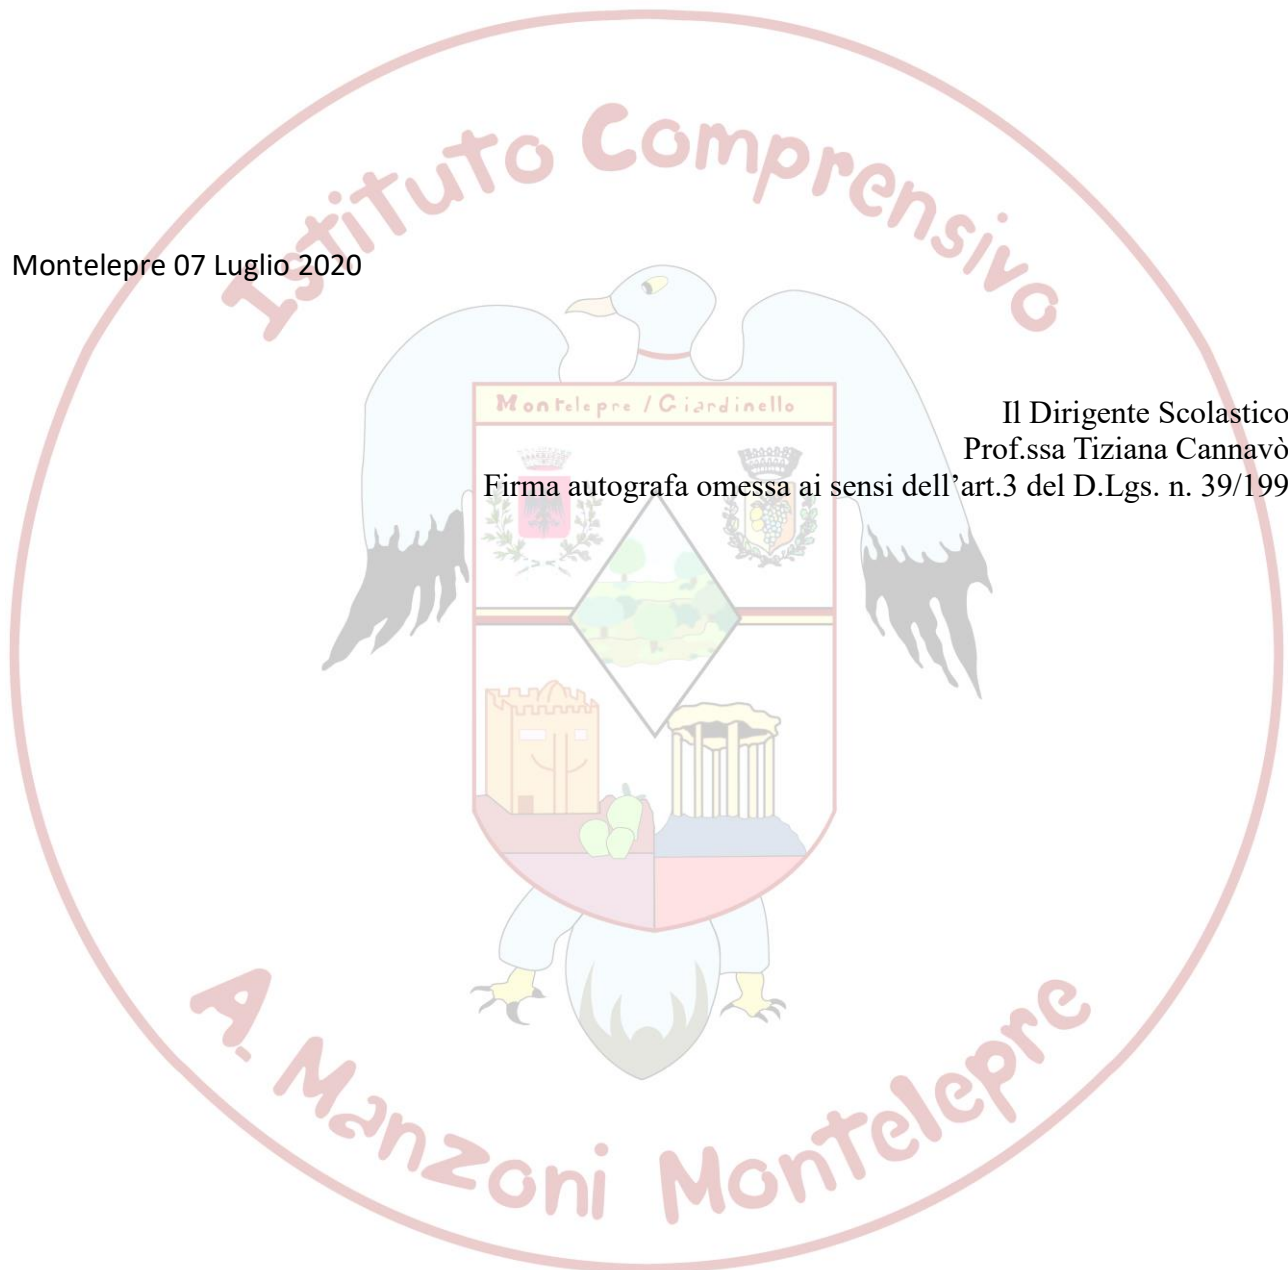 Istituto Comprensivo
Montelepre 07 Luglio 2020
Montelepre / Giardinello
Il Dirigente Scolastico
Prof.ssa Tiziana Cannavò
Firma autografa omessa ai sensi dell’art.3 del D.Lgs. n. 39/199
A. Manzoni Montelepre